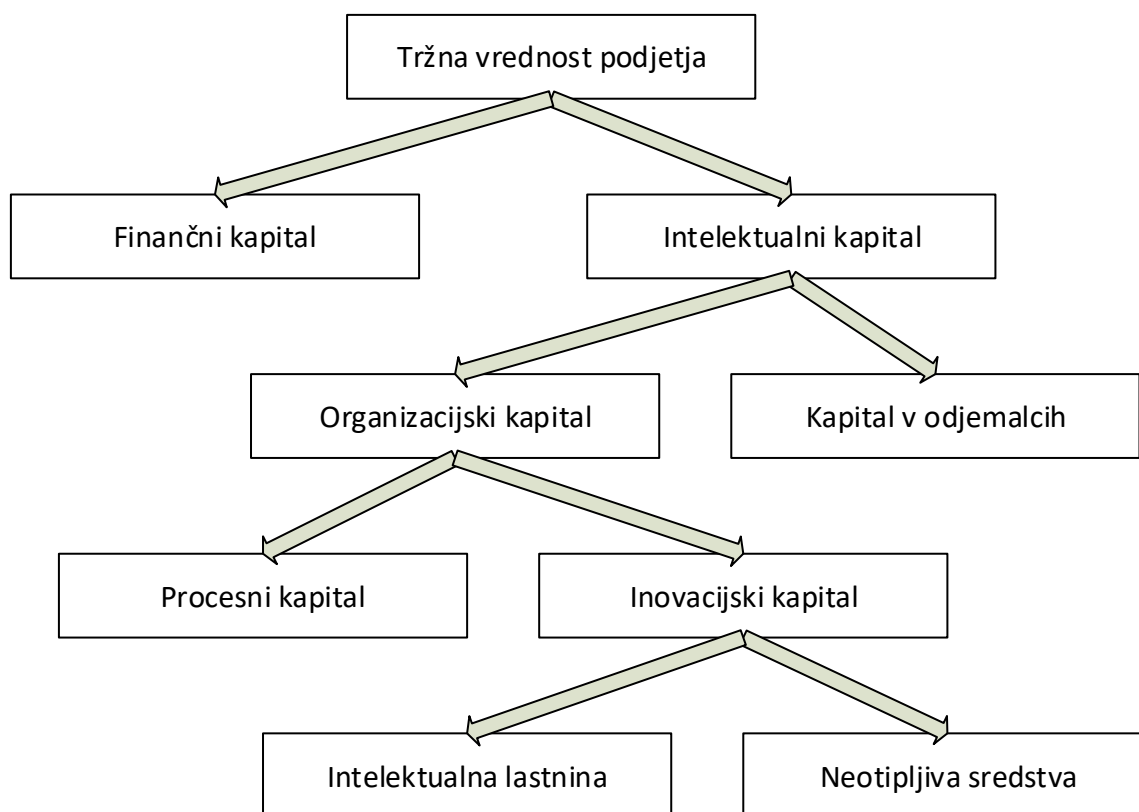 Tržna vrednost podjetja
Finančni kapital
Intelektualni kapital
Organizacijski kapital
Kapital v odjemalcih
Procesni kapital
Inovacijski kapital
Intelektualna lastnina
Neotipljiva sredstva